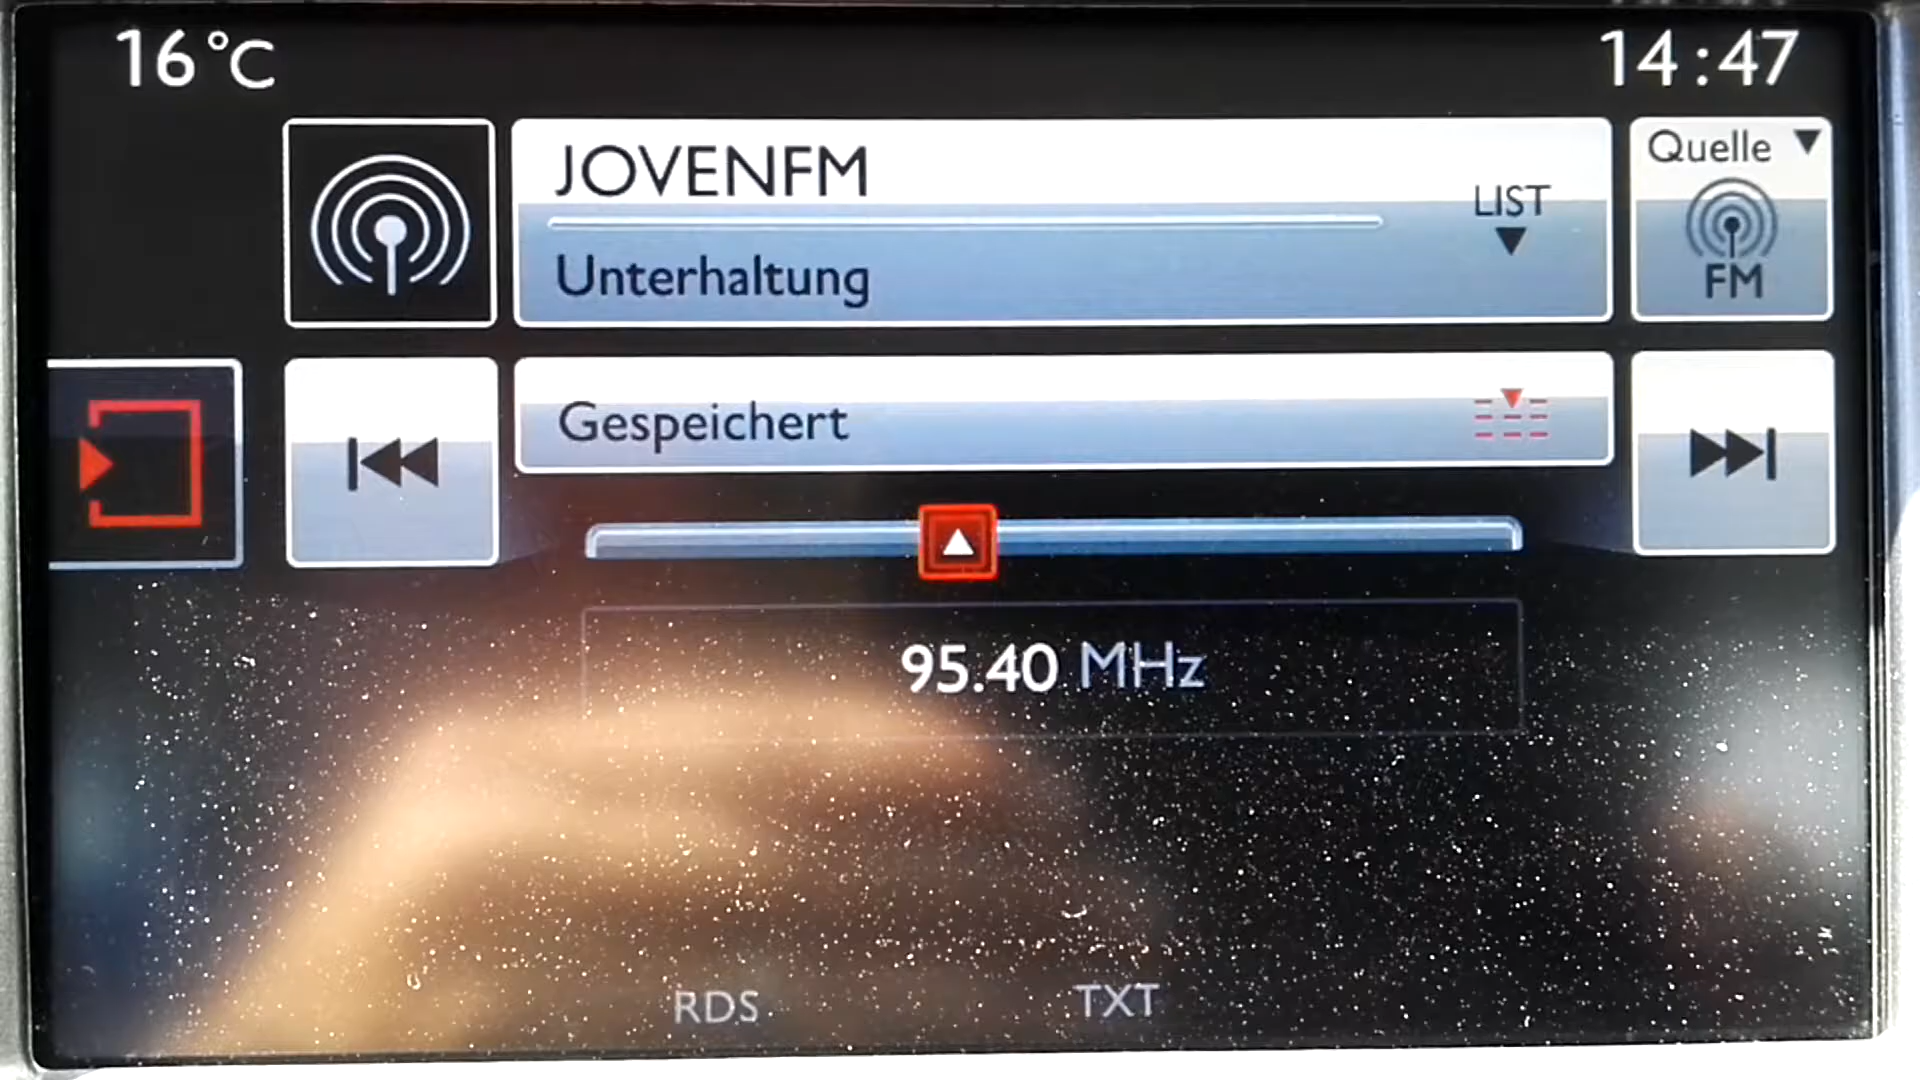 16°C
14:47
JOVENFM
LIST
Unterhaltung
Quelle
FM
Gespeichert
95.40 MHz
RDS
TXT